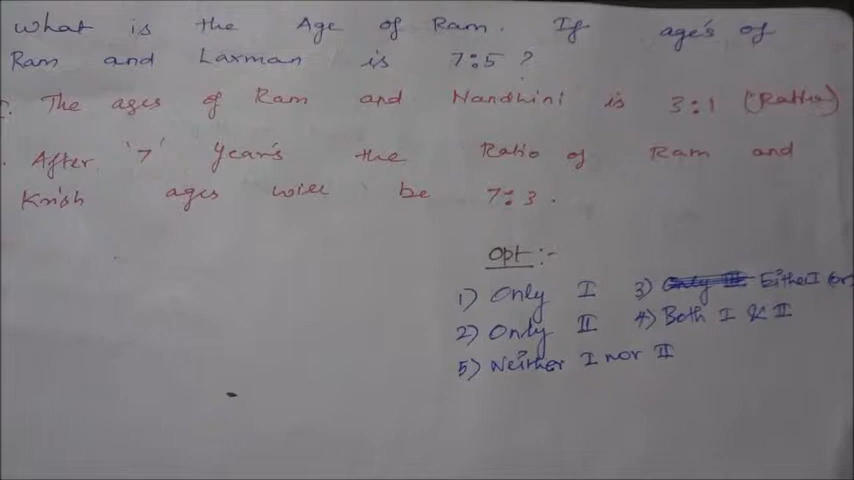 What is the Age of Ram. If age's of
Ram and Laxman is 7:5 ?
I. The ages of Ram and Nandhini is 3:1 (Ratio)
. After '7' Year's the Ratio of Ram and
Krish ages will be 7:3.
Opt :-
1) Only I 3) Either I (or)
2) Only II 4) Both I & II
5) Neither I nor II